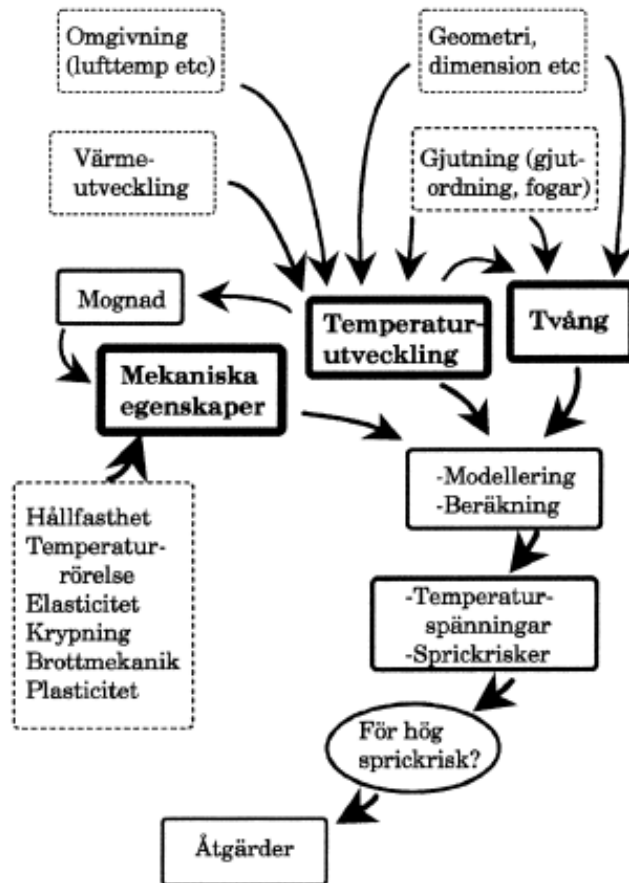 Omgivning
(lufttemp etc)
Geometri,
dimension etc
Värme-
utveckling
Gjutning (gjut-
ordning, fogar)
Mognad
Temperatur-
utveckling
Tvång
Mekaniska
egenskaper
-Modellering
-Beräkning
Hållfasthet
Temperatur-
rörelse
Elasticitet
Krypning
Brottmekanik
Plasticitet
-Temperatur-
spänningar
-Sprickrisker
För hög
sprickrisk?
Åtgärder